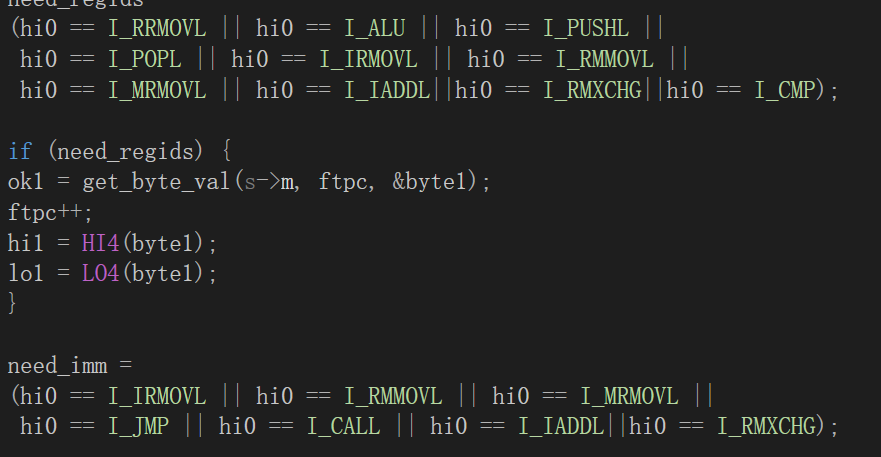 need_regids
(hi0 == I_RRMOVL || hi0 == I_ALU || hi0 == I_PUSHL ||
hi0 == I_POPL || hi0 == I_IRMOVL || hi0 == I_RMMOVL ||
hi0 == I_MRMOVL || hi0 == I_IADDL||hi0 == I_RMXCHG||hi0 == I_CMP);
if (need_regids) {
ok1 = get_byte_val(s->m, ftpc, &byte1);
ftpc++;
hi1 = HI4(byte1);
lo1 = LO4(byte1);
}
need_imm =
(hi0 == I_IRMOVL || hi0 == I_RMMOVL || hi0 == I_MRMOVL ||
hi0 == I_JMP || hi0 == I_CALL || hi0 == I_IADDL||hi0 == I_RMXCHG);